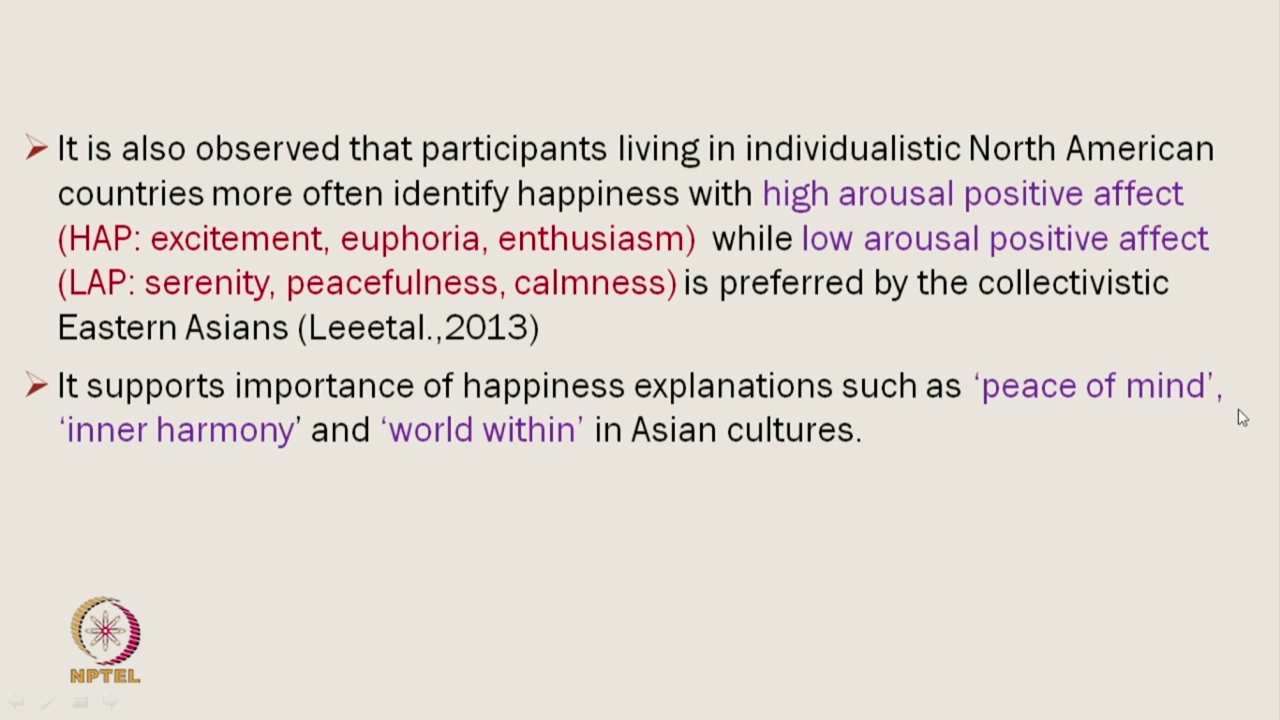 It is also observed that participants living in individualistic North American
countries more often identify happiness with high arousal positive affect
(HAP: excitement, euphoria, enthusiasm) while low arousal positive affect
(LAP: serenity, peacefulness, calmness) is preferred by the collectivistic
Eastern Asians (Leeetal.,2013)
It supports importance of happiness explanations such as ‘peace of mind’,
‘inner harmony’ and ‘world within’ in Asian cultures.
NPTEL